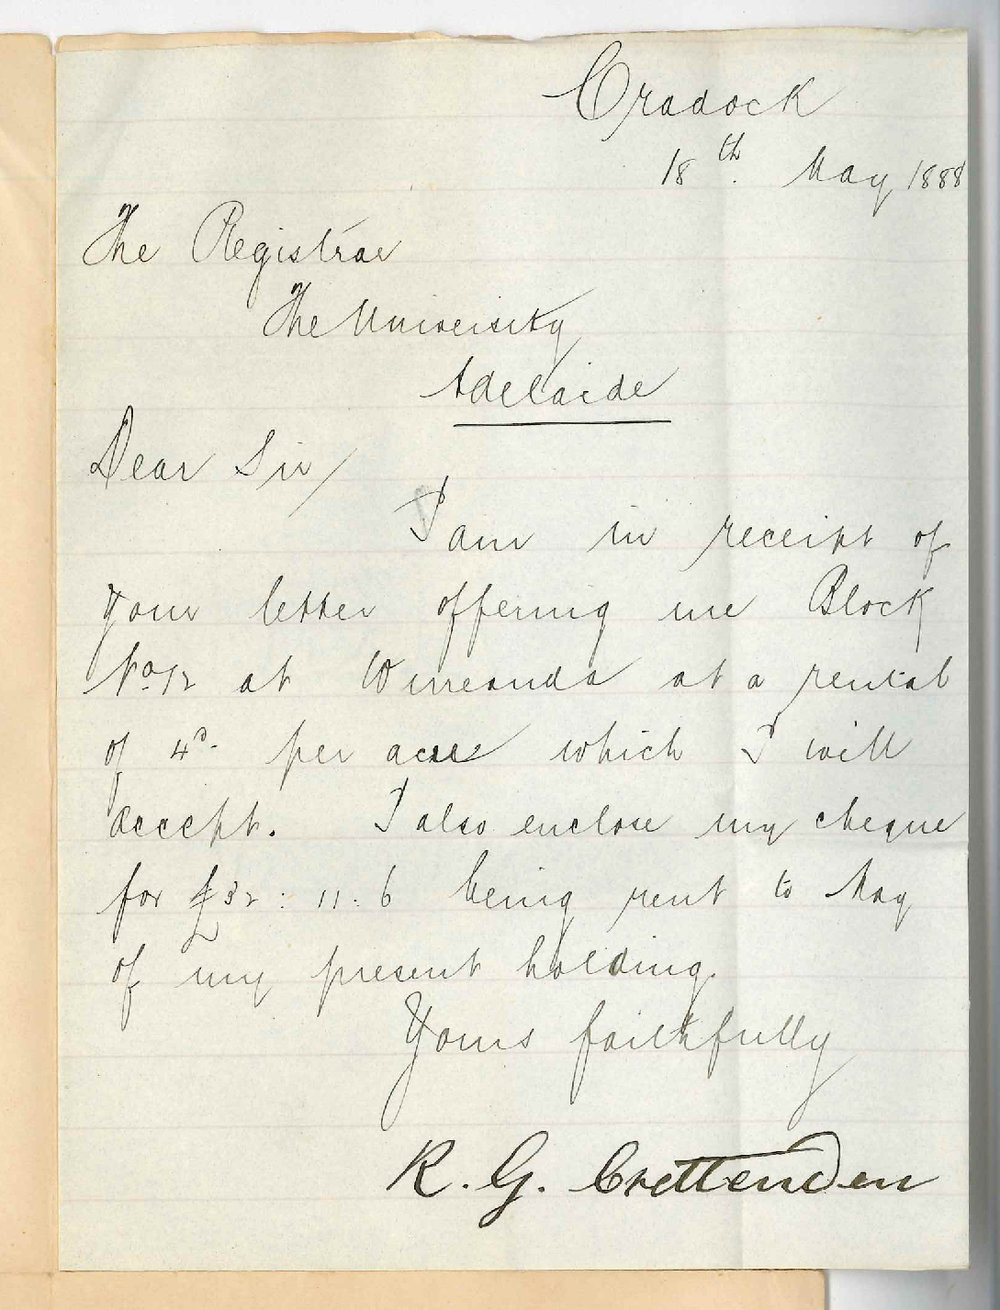 Cradock
18th. May 1888
The Registrar
The University
Adelaide
Dear Sir/
I am in receipt of
your letter offering me Block
No 12 at Wirreanda at a rental
of 4d. per acre which I will
accept. I also enclose my cheque
for £32 : 11 : 6 being rent to May
of my present holding.
Yours faithfully
R. G. Crettenden